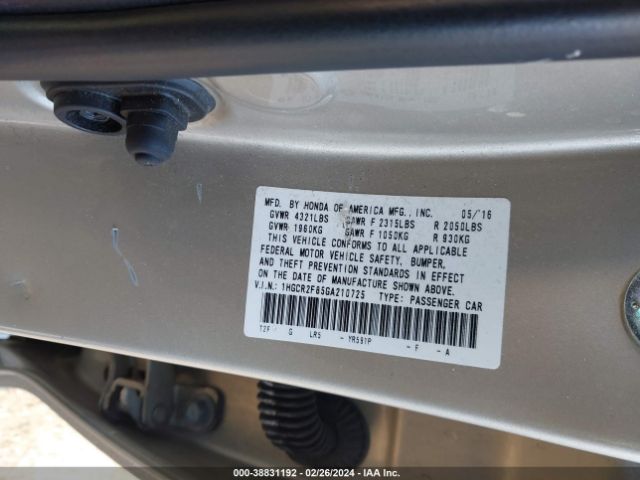 MFD. BY HONDA OF AMERICA MFG., INC. 05/'16
GVWR 4321LBS GAWR F 2315LBS R 2050LBS
GVWR 1960KG GAWR F 1050KG R 930KG
THIS VEHICLE CONFORMS TO ALL APPLICABLE
FEDERAL MOTOR VEHICLE SAFETY, BUMPER,
AND THEFT PREVENTION STANDARDS IN EFFECT
ON THE DATE OF MANUFACTURE SHOWN ABOVE.
V.I.N.: 1HGCR2F85GA210725 TYPE: PASSENGER CAR
T2F G LR5 - YR591P - F - A
000-38831192 - 02/26/2024 - IAA Inc.